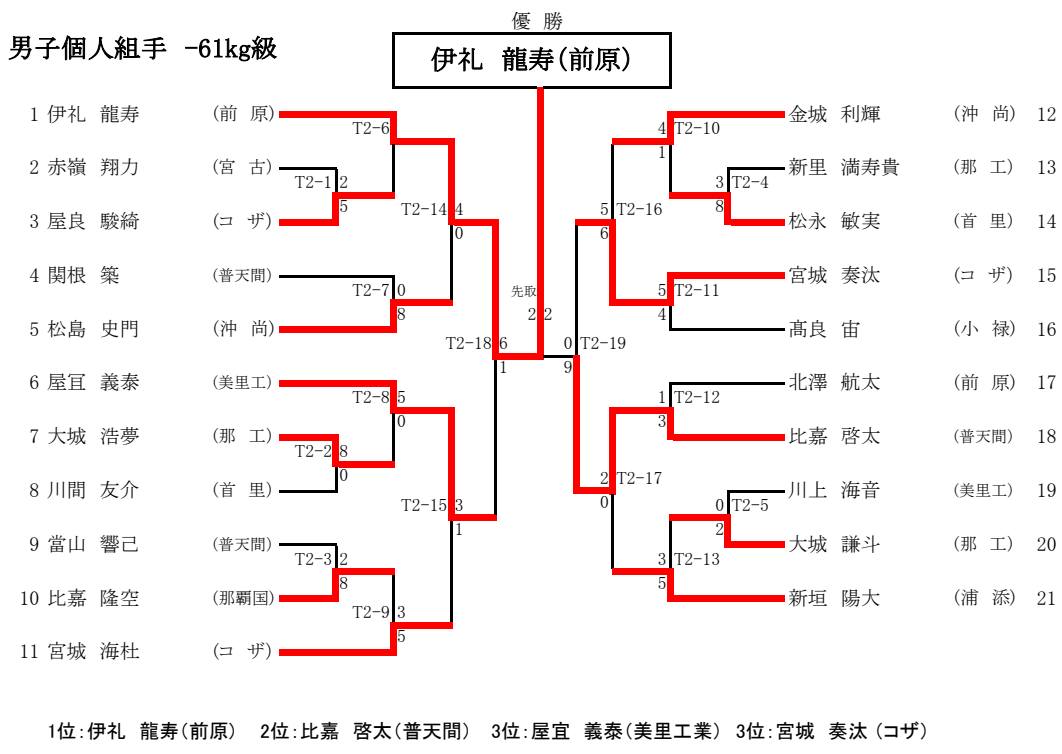 優 勝
男子個人組手 -61kg級
伊礼 龍寿(前原)
1 伊礼 龍寿 (前 原)
T2-6
4 T2-10
1
金城 利輝 (沖 尚) 12
2 赤嶺 翔力 (宮 古)
T2-1 2
5
3 T2-4
8
新里 満寿貴 (那 工) 13
3 屋良 駿綺 (コ ザ)
T2-14 4
0
5 T2-16
6
松永 敏実 (首 里) 14
4 関根 築 (普天間)
T2-7 0
8
先取
2 2
5 T2-11
4
宮城 奏汰 (コ ザ) 15
5 松島 史門 (沖 尚)
髙良 宙 (小 禄) 16
T2-18 6
1
0 T2-19
9
6 屋冝 義泰 (美里工)
T2-8 5
0
1 T2-12
3
北澤 航太 (前 原) 17
7 大城 浩夢 (那 工)
T2-2 8
0
比嘉 啓太 (普天間) 18
8 川間 友介 (首 里)
T2-15 3
1
2 T2-17
0
川上 海音 (美里工) 19
0 T2-5
2
9 當山 響己 (普天間)
T2-3 2
8
大城 謙斗 (那 工) 20
3 T2-13
5
10 比嘉 隆空 (那覇国)
T2-9 3
5
新垣 陽大 (浦 添) 21
11 宮城 海杜 (コ ザ)
1位:伊礼 龍寿(前原) 2位:比嘉 啓太(普天間) 3位:屋宜 義泰(美里工業) 3位:宮城 奏汰 (コザ)